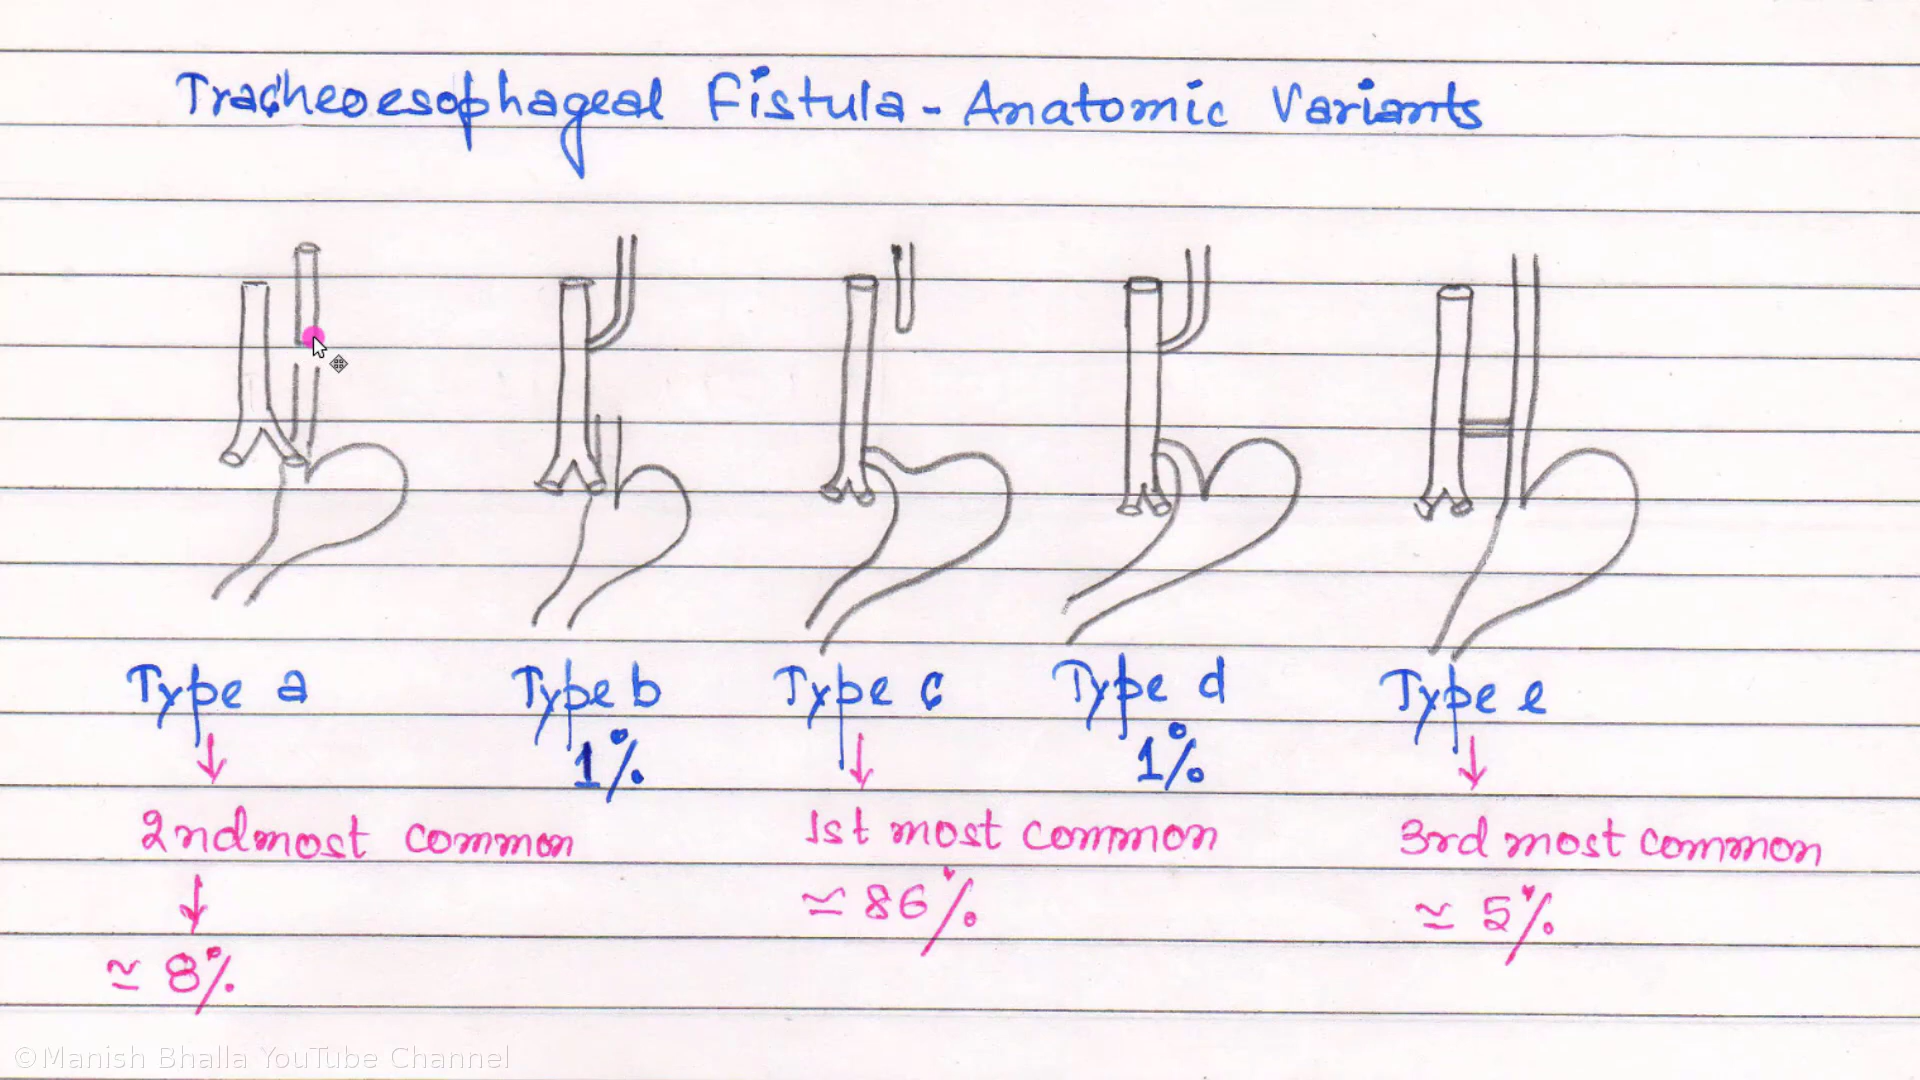 Tracheoesophageal Fistula - Anatomic Variants
Type a
Type b
Type c
Type d
Type e
1%
1%
2nd most common
1st most common
3rd most common
≃ 86%
≃ 5%
≃ 8%
©Manish Bhalla YouTube Channel